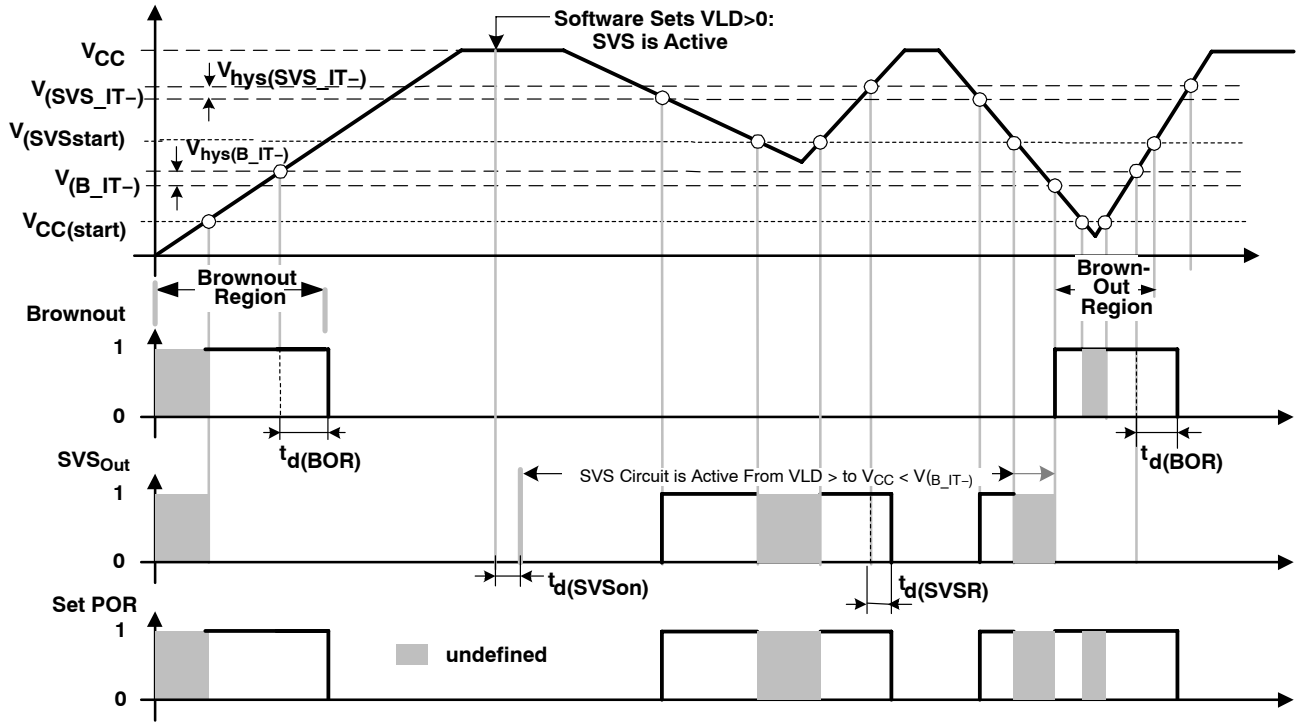 Software Sets VLD>0:
SVS is Active
VCC
Vhys(SVS_IT−)
V(SVS_IT−)
V(SVSstart)
Vhys(B_IT−)
V(B_IT−)
VCC(start)
Brownout
Region
Brown-
Out
Region
Brownout
1
0
td(BOR)
td(BOR)
SVSOut
SVS Circuit is Active From VLD > to VCC < V(B_IT−)
1
0
td(SVSon)
td(SVSR)
Set POR
1
undefined
0